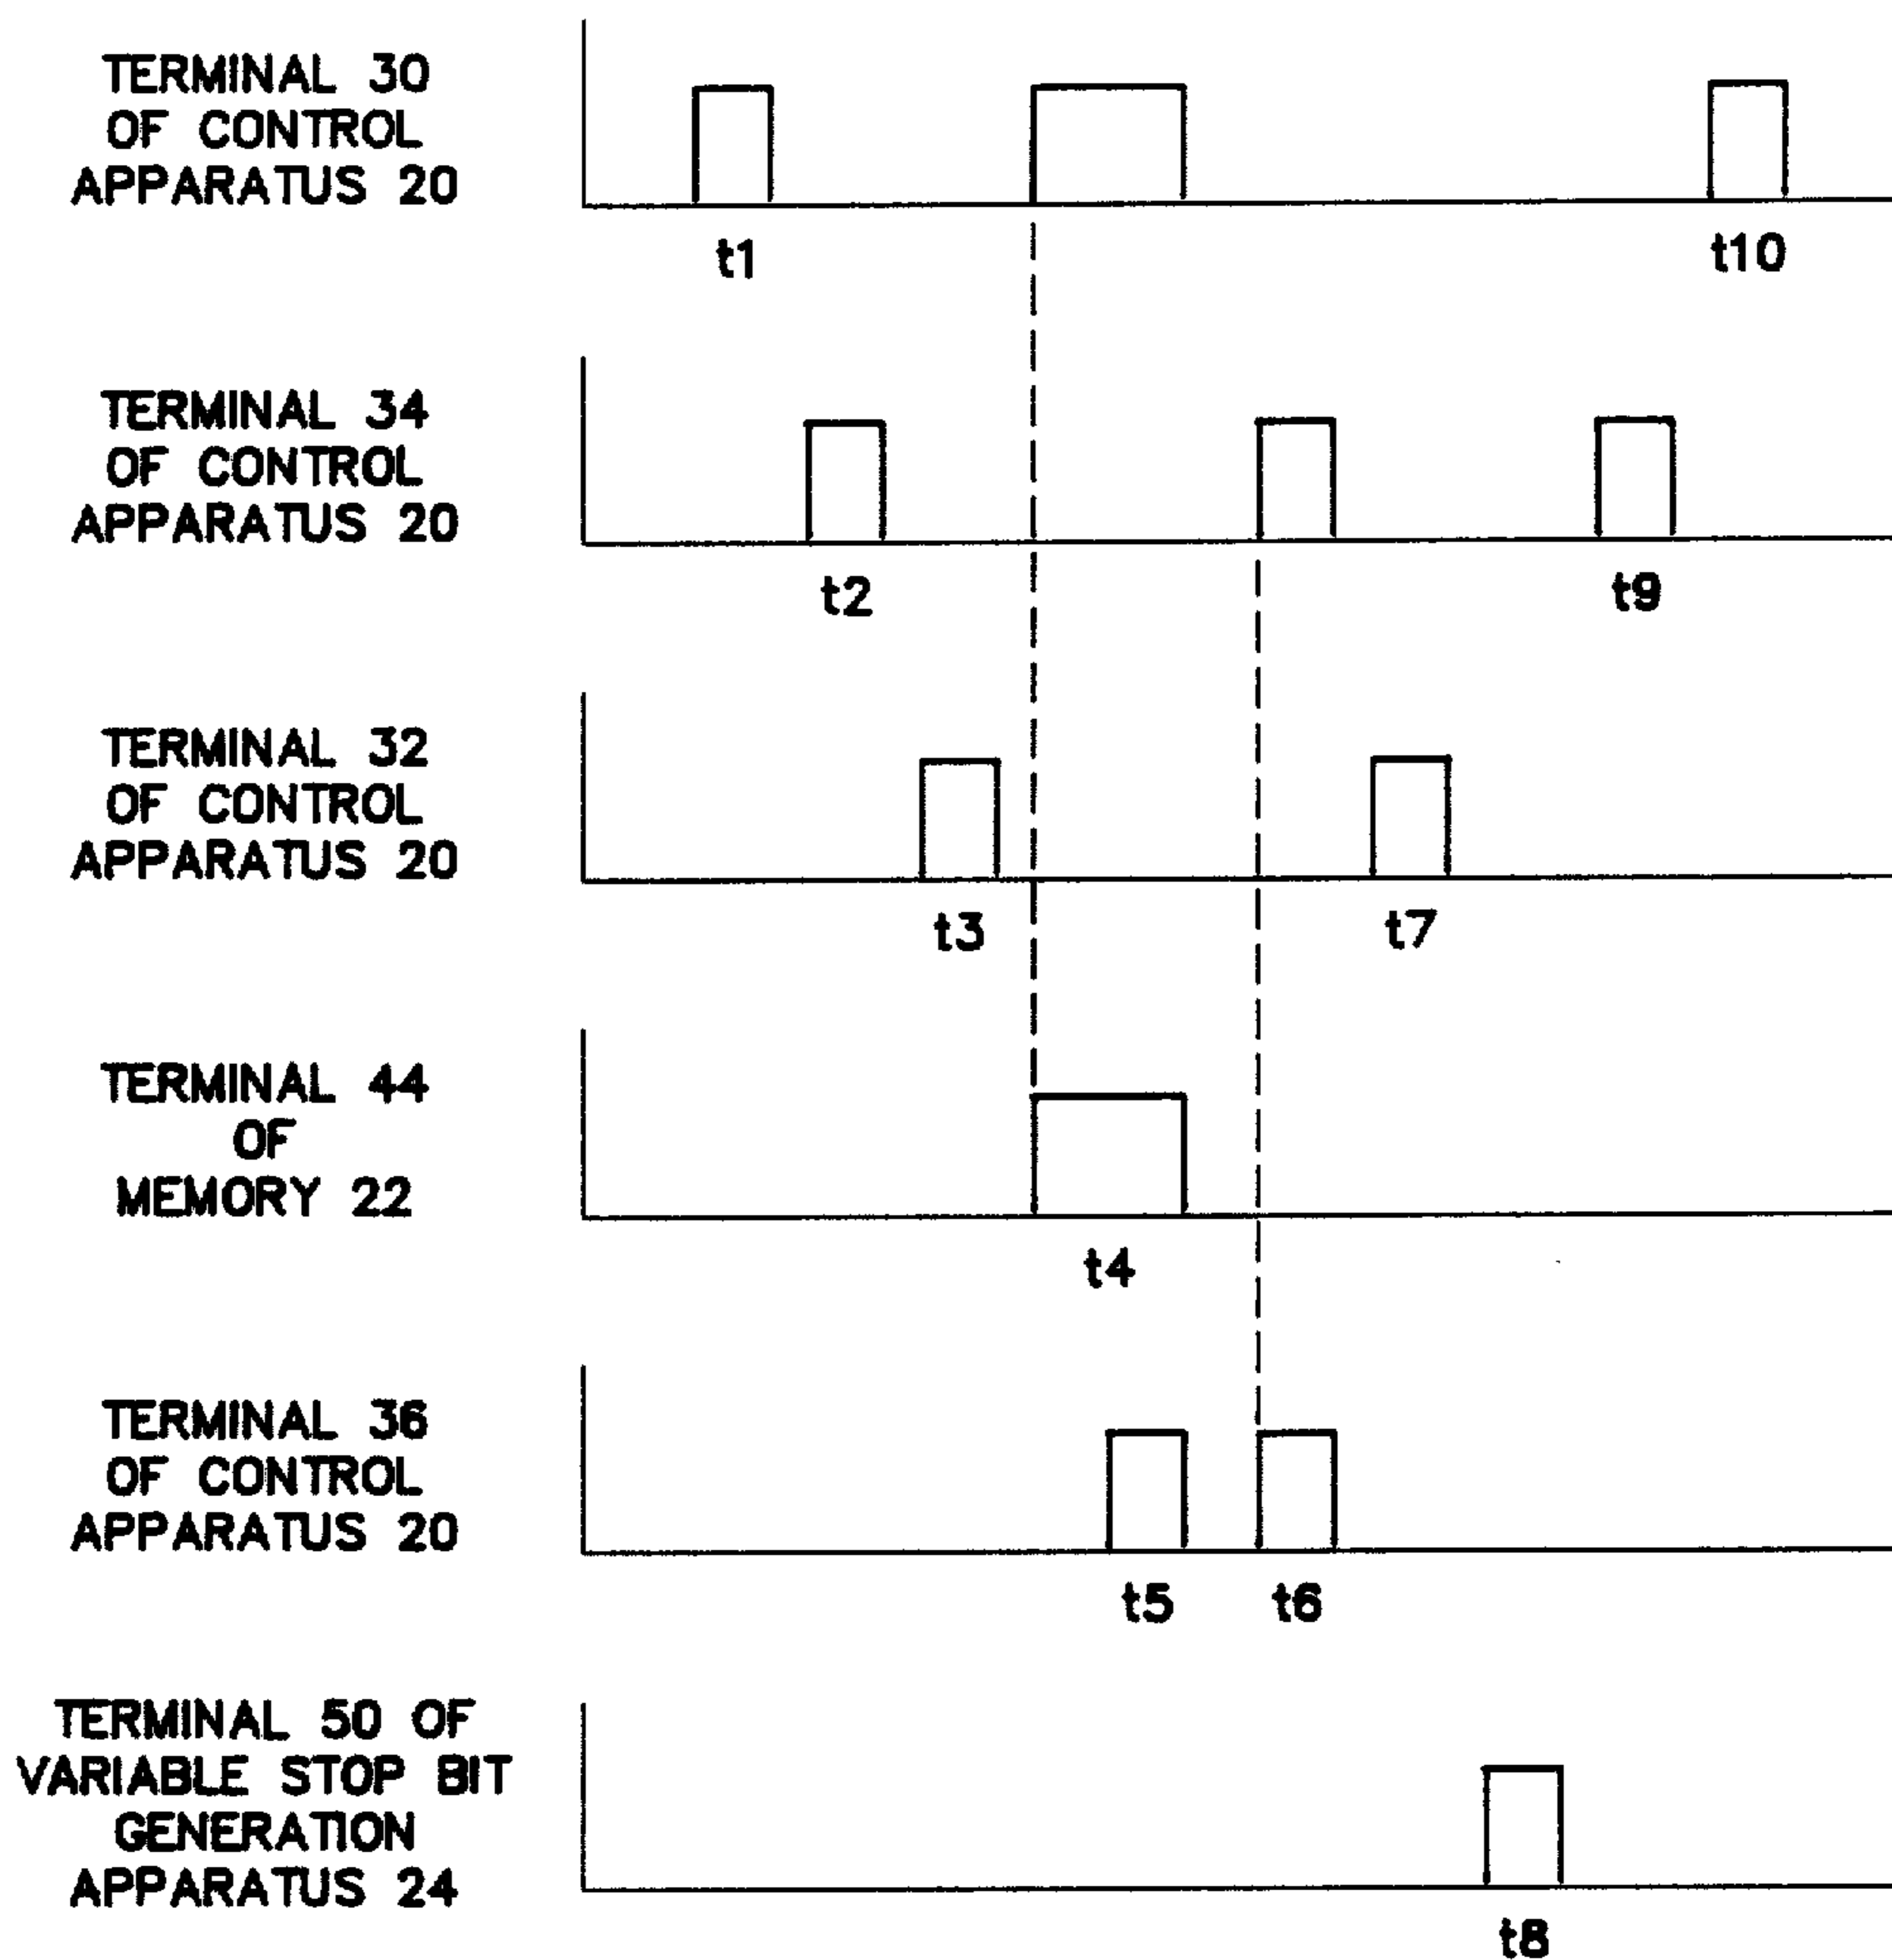 TERMINAL 30
OF CONTROL
APPARATUS 20
t1
t10
TERMINAL 34
OF CONTROL
APPARATUS 20
t2
t9
TERMINAL 32
OF CONTROL
APPARATUS 20
t3
t7
TERMINAL 44
OF
MEMORY 22
t4
TERMINAL 36
OF CONTROL
APPARATUS 20
t5
t6
TERMINAL 50 OF
VARIABLE STOP BIT
GENERATION
APPARATUS 24
t8